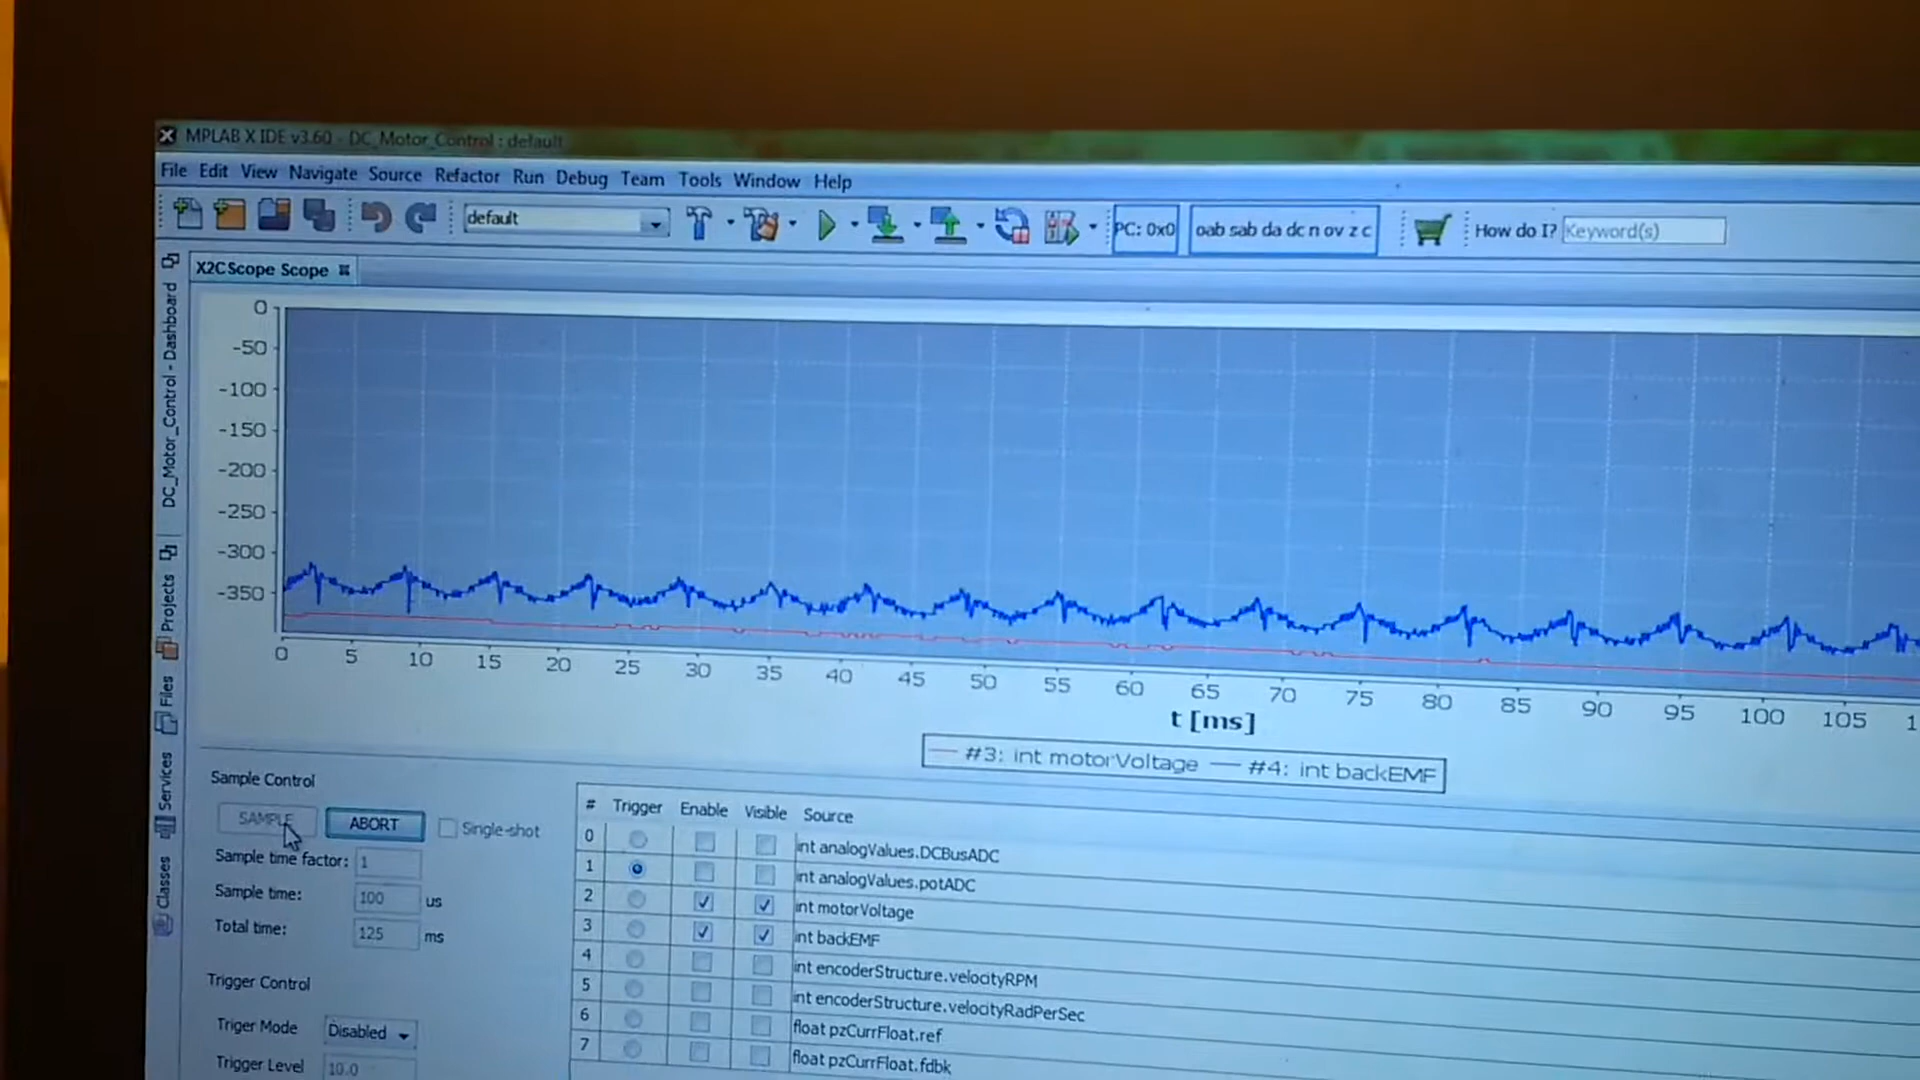 MPLAB X IDE v3.60 - DC_Motor_Control : default
File Edit View Navigate Source Refactor Run Debug Team Tools Window Help
default
PC: 0x0
oab sab da dc n ov z c
How do I? Keyword(s)
X2CScope Scope
DC_Motor_Control - Dashboard
Projects
Files
Services
Classes
0
-50
-100
-150
-200
-250
-300
-350
0 5 10 15 20 25 30 35 40 45 50 55 60 65 70 75 80 85 90 95 100 105 1
t [ms]
#3: int motorVoltage #4: int backEMF
Sample Control
SAMPLE ABORT Single-shot
Sample time factor: 1
Sample time: 100 us
Total time: 125 ms
Trigger Control
Triger Mode Disabled
Trigger Level 10.0
# Trigger Enable Visible Source
0 int analogValues.DCBusADC
1 int analogValues.potADC
2 int motorVoltage
3 int backEMF
4 int encoderStructure.velocityRPM
5 int encoderStructure.velocityRadPerSec
6 float pzCurrFloat.ref
7 float pzCurrFloat.fdbk